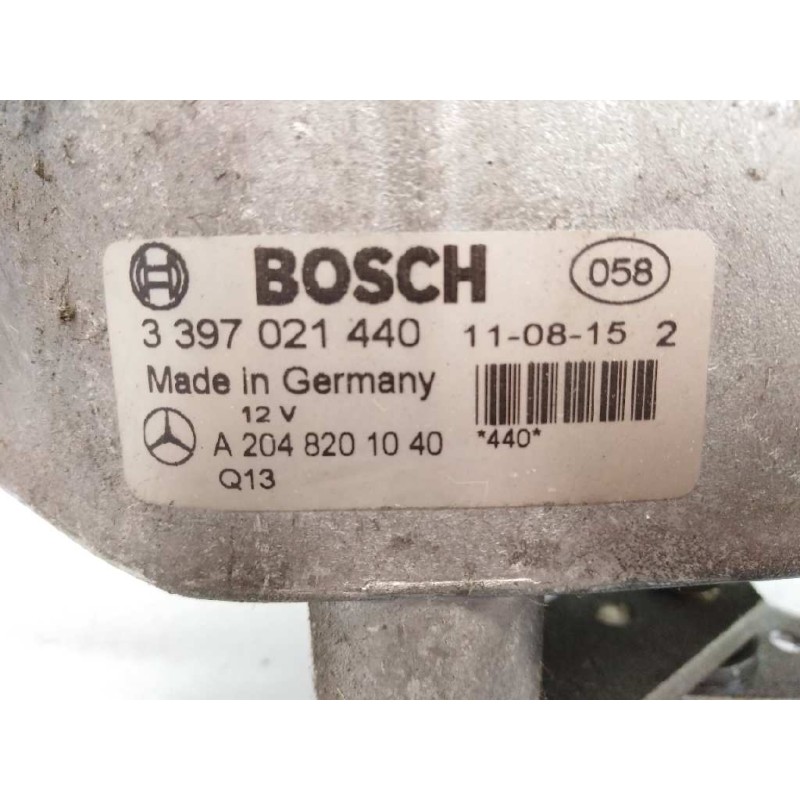 BOSCH 058
3 397 021 440 11-08-15 2
Made in Germany
12 V
A 204 820 10 40 *440*
Q13